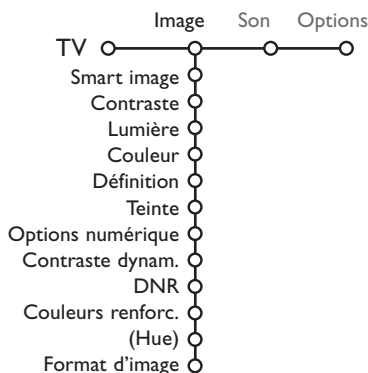 Image Son Options
TV
Smart image
Contraste
Lumière
Couleur
Définition
Teinte
Options numérique
Contraste dynam.
DNR
Couleurs renforc.
(Hue)
Format d'image